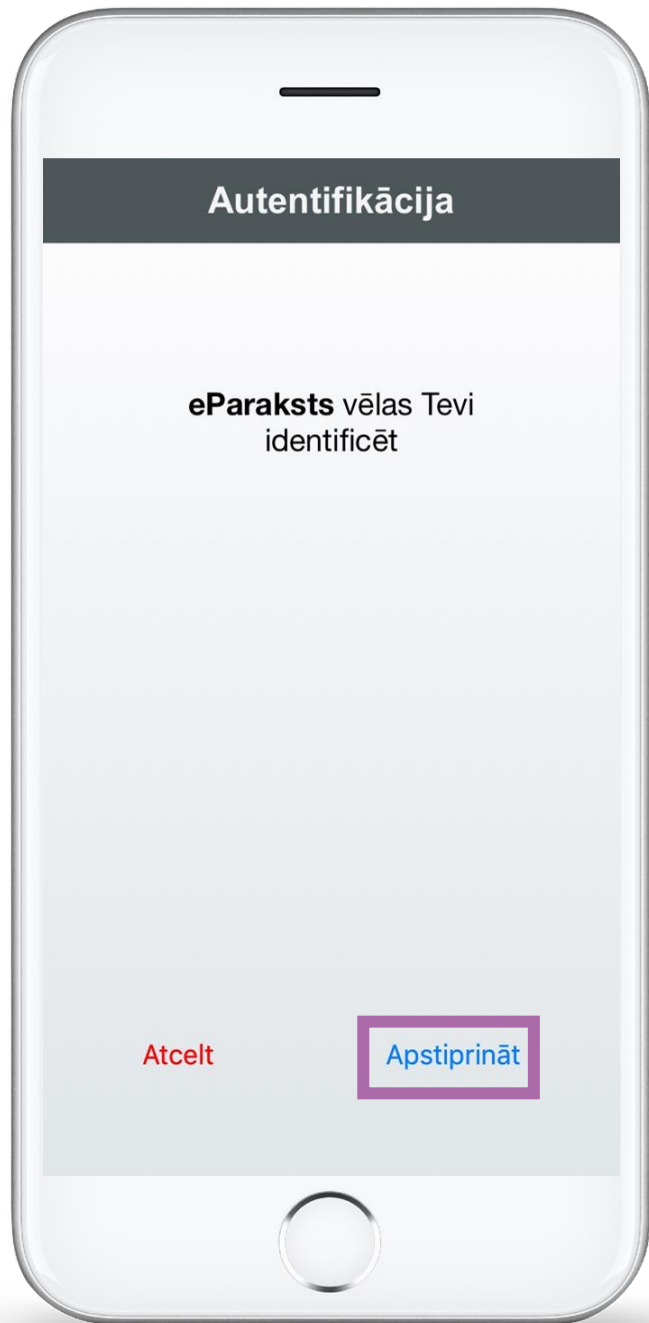 Autentifikācija
eParaksts vēlas Tevi
identificēt
Atcelt Apstiprināt